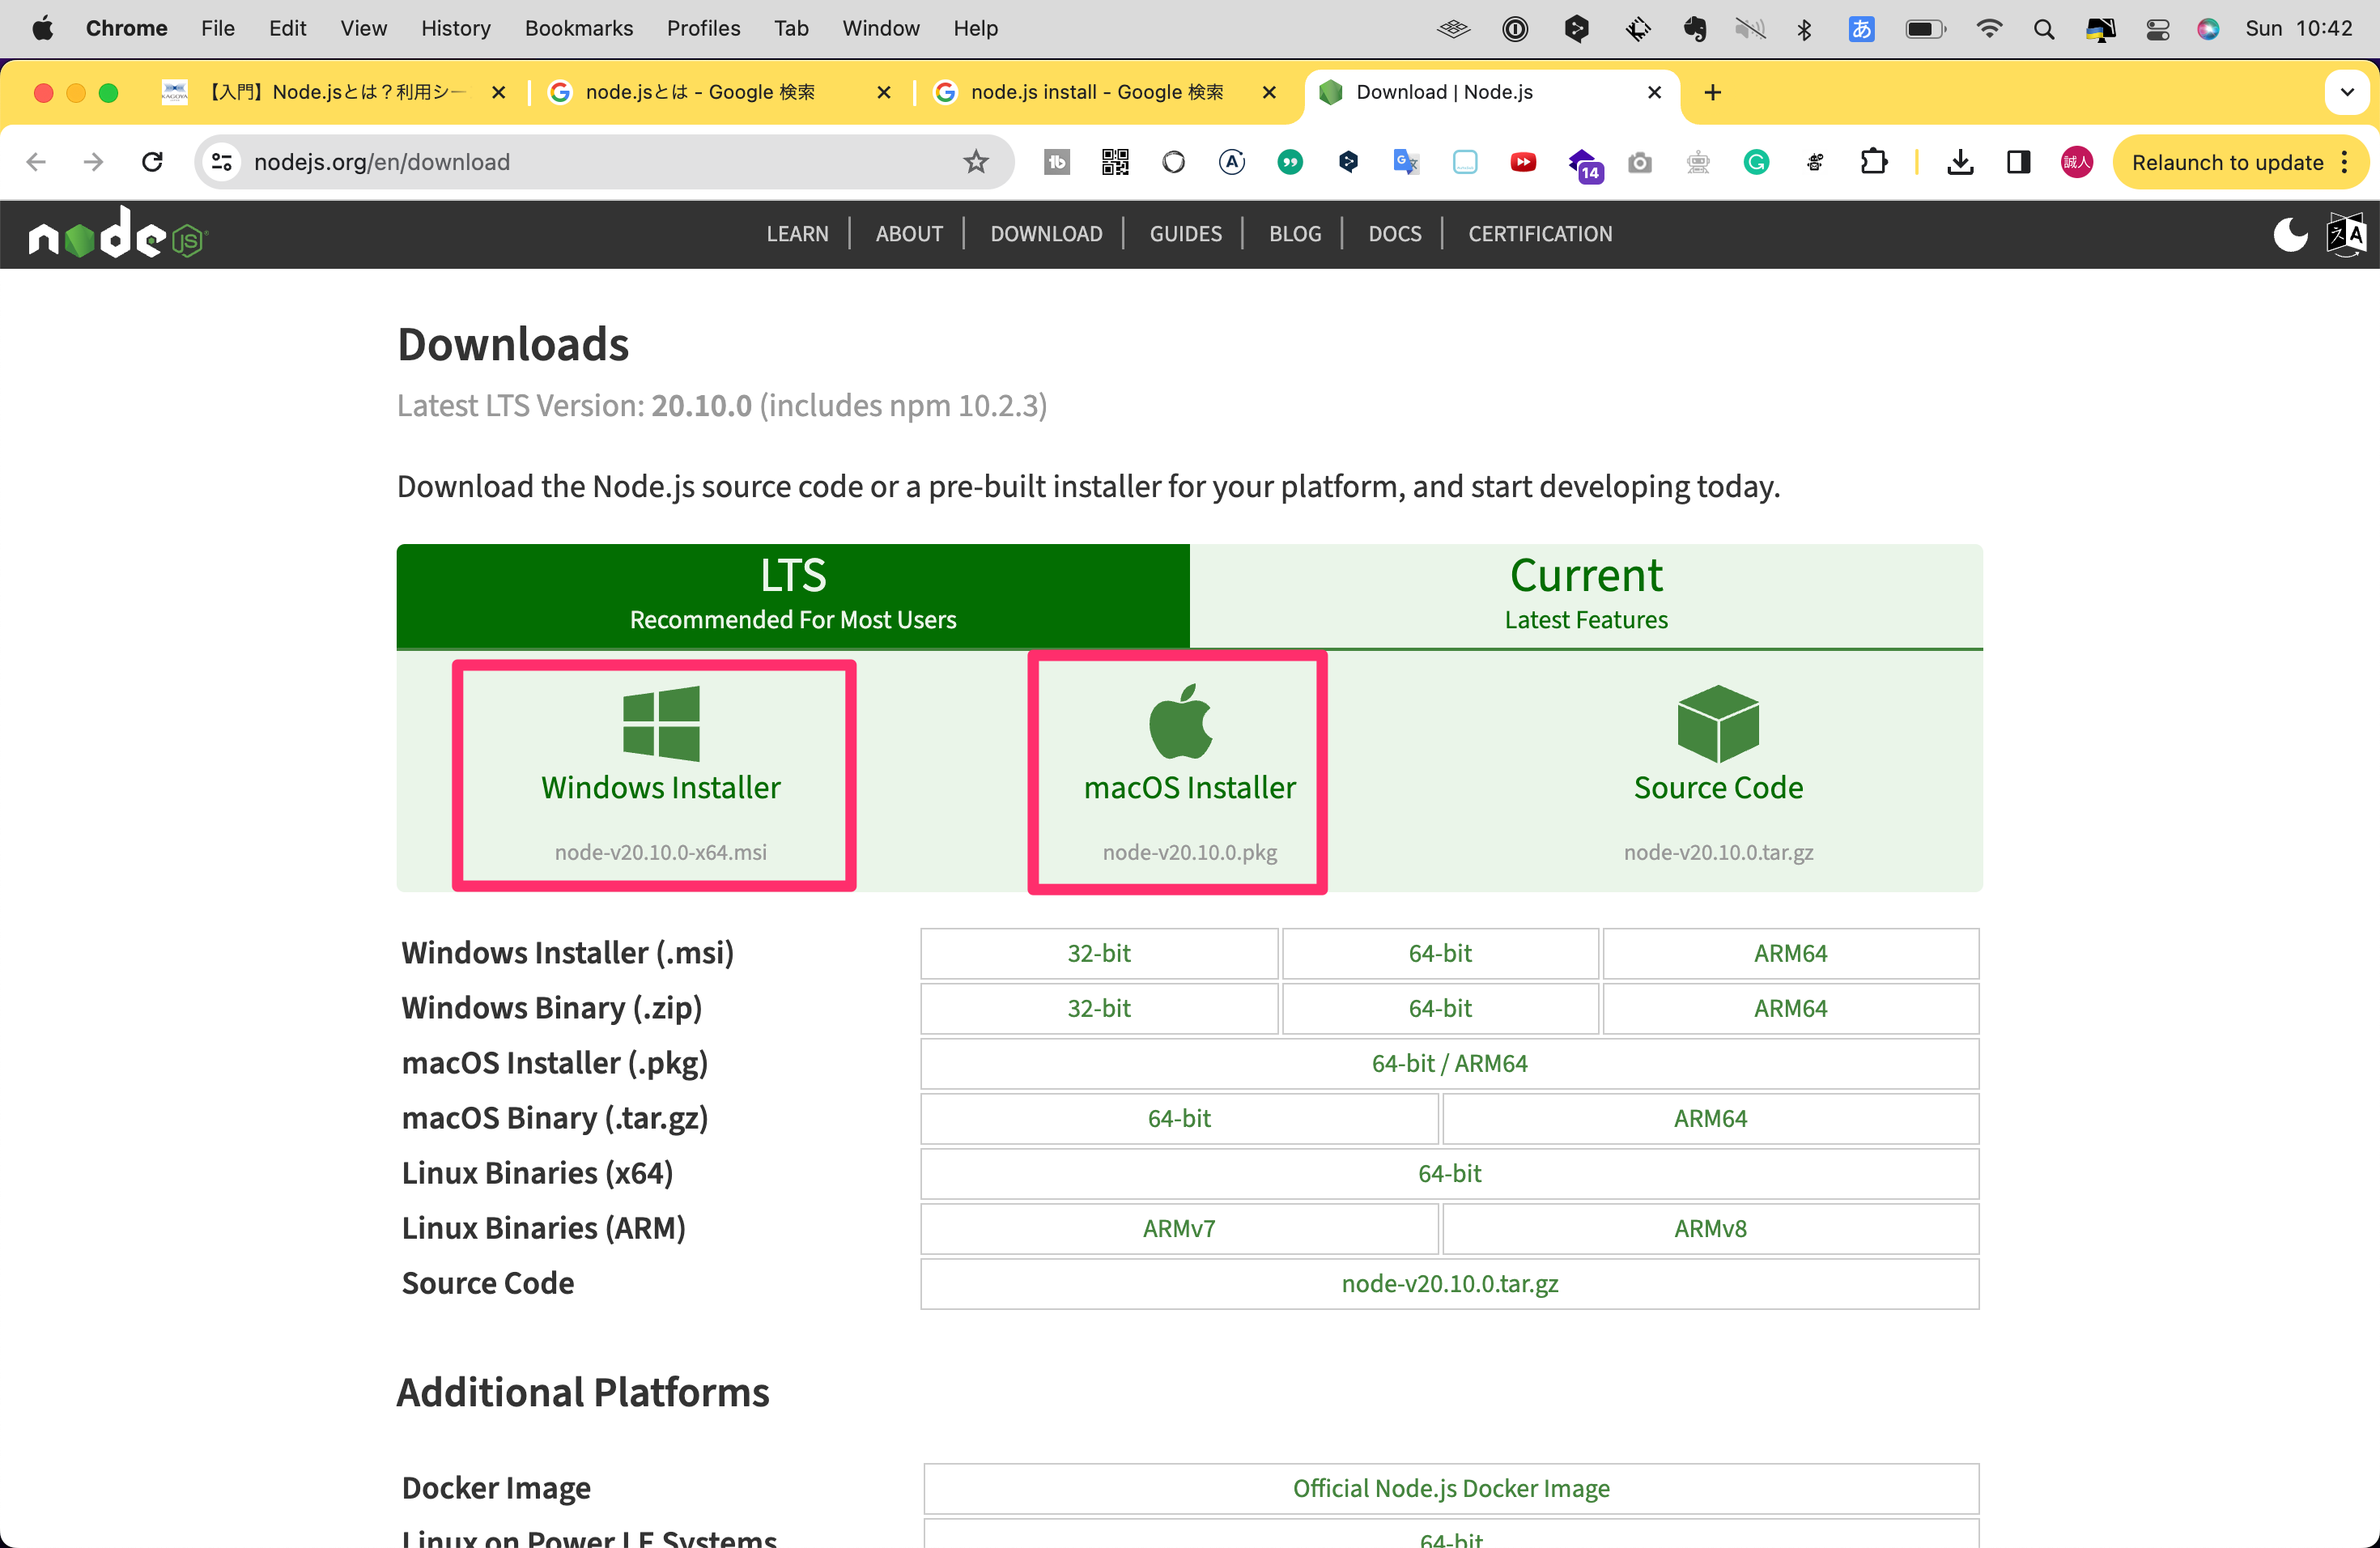 Chrome File Edit View History Bookmarks Profiles Tab Window Help あ Sun 10:42
【入門】Node.jsとは?利用シー node.jsとは - Google 検索 node.js install - Google 検索 Download | Node.js
nodejs.org/en/download 14 誠人 Relaunch to update
node JS LEARN ABOUT DOWNLOAD GUIDES BLOG DOCS CERTIFICATION
Downloads
Latest LTS Version: 20.10.0 (includes npm 10.2.3)
Download the Node.js source code or a pre-built installer for your platform, and start developing today.
LTS Current
Recommended For Most Users Latest Features
Windows Installer macOS Installer Source Code
node-v20.10.0-x64.msi node-v20.10.0.pkg node-v20.10.0.tar.gz
Windows Installer (.msi) 32-bit 64-bit ARM64
Windows Binary (.zip) 32-bit 64-bit ARM64
macOS Installer (.pkg) 64-bit / ARM64
macOS Binary (.tar.gz) 64-bit ARM64
Linux Binaries (x64) 64-bit
Linux Binaries (ARM) ARMv7 ARMv8
Source Code node-v20.10.0.tar.gz
Additional Platforms
Docker Image Official Node.js Docker Image
Linux on Power LE Systems 64-bit